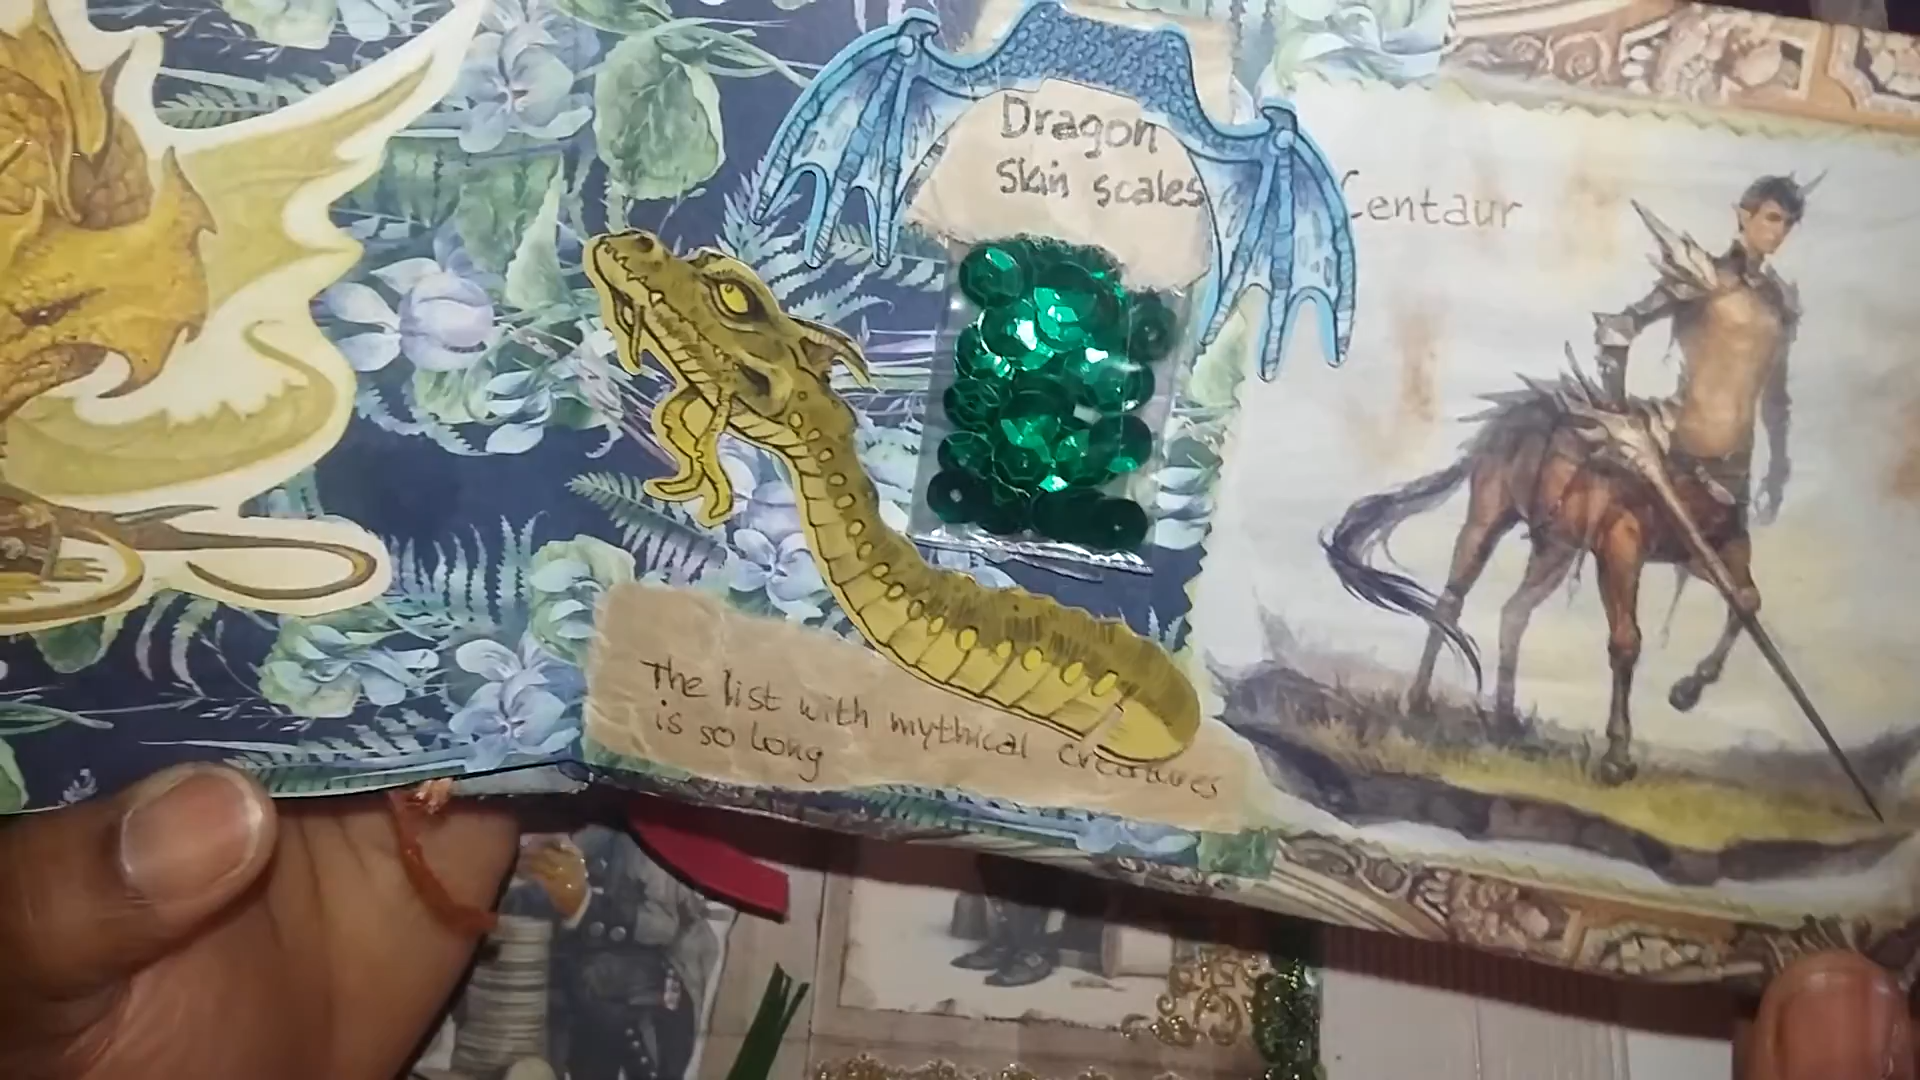 Dragon
Skin scales
Centaur
The list with mythical creatures
is so long